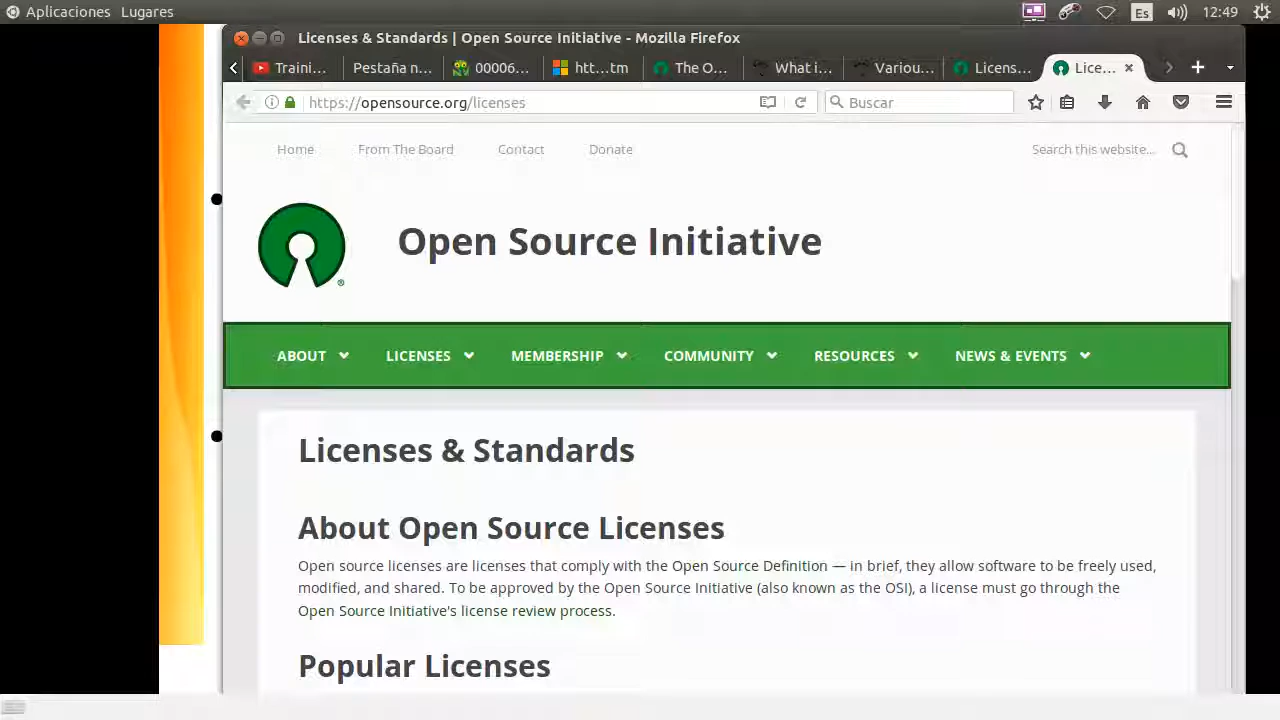 Aplicaciones Lugares Es 12:49
Licenses & Standards | Open Source Initiative - Mozilla Firefox
Traini... Pestaña n... 00006... htt...tm The O... What i... Variou... Licens... Lice...
https://opensource.org/licenses Buscar
Home From The Board Contact Donate Search this website...
Open Source Initiative
ABOUT LICENSES MEMBERSHIP COMMUNITY RESOURCES NEWS & EVENTS
Licenses & Standards
About Open Source Licenses
Open source licenses are licenses that comply with the Open Source Definition — in brief, they allow software to be freely used,
modified, and shared. To be approved by the Open Source Initiative (also known as the OSI), a license must go through the
Open Source Initiative's license review process.
Popular Licenses